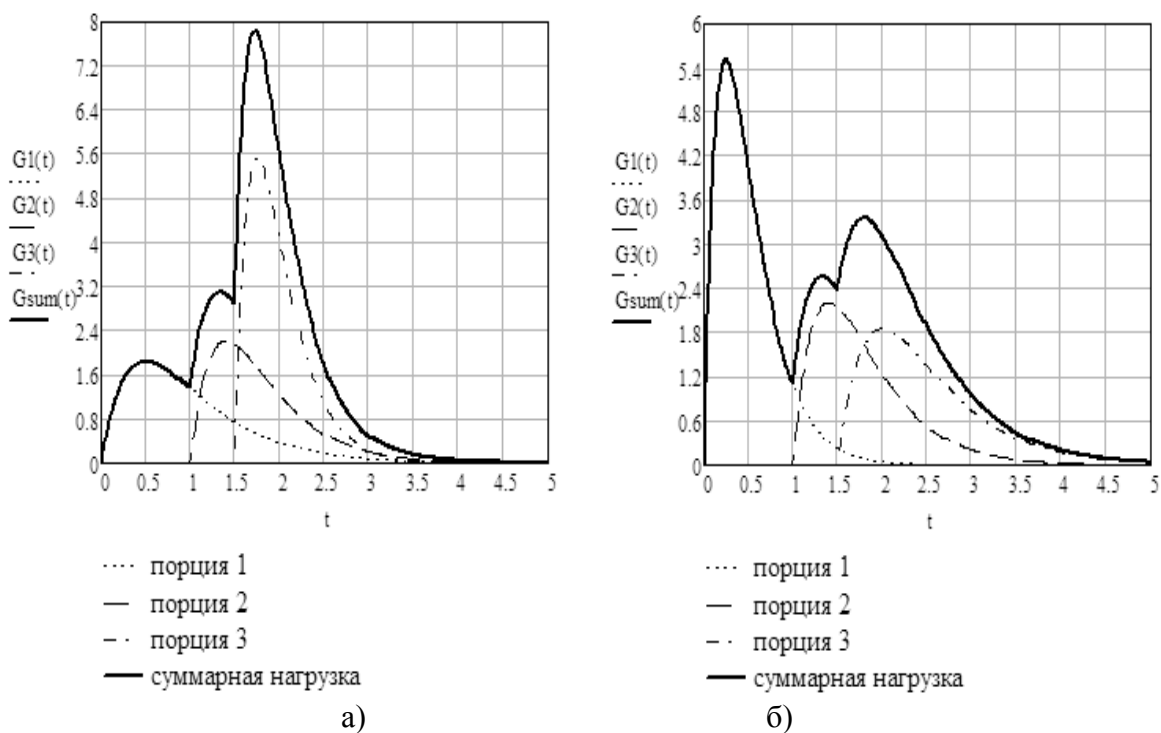 8
7.2
6.4
5.6
4.8
4
3.2
2.4
1.6
0.8
0
G1(t)
G2(t)
G3(t)
Gsum(t)
0 0.5 1 1.5 2 2.5 3 3.5 4 4.5 5
t
···· порция 1
— порция 2
– · порция 3
— суммарная нагрузка
а)
6
5.4
4.8
4.2
3.6
3
2.4
1.8
1.2
0.6
0
G1(t)
G2(t)
G3(t)
Gsum(t)
0 0.5 1 1.5 2 2.5 3 3.5 4 4.5 5
t
···· порция 1
— порция 2
– · порция 3
— суммарная нагрузка
б)